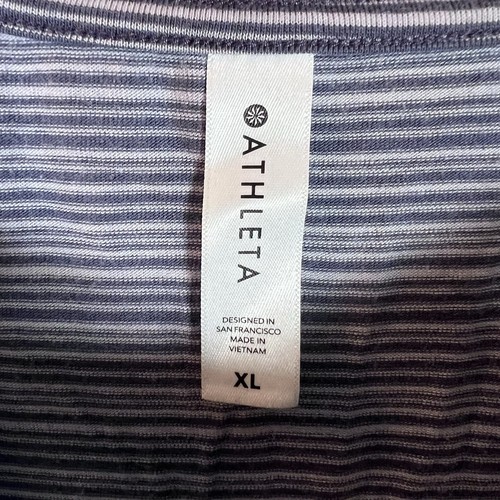 ATHLETA
DESIGNED IN
SAN FRANCISCO
MADE IN
VIETNAM
XL